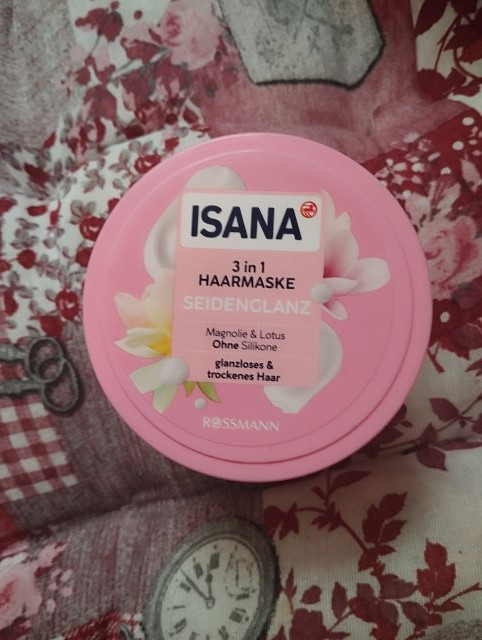 ISANA
3 in 1
HAARMASKE
SEIDENGLANZ
Magnolie & Lotus
Ohne Silikone
glanzloses &
trockenes Haar
ROSSMANN